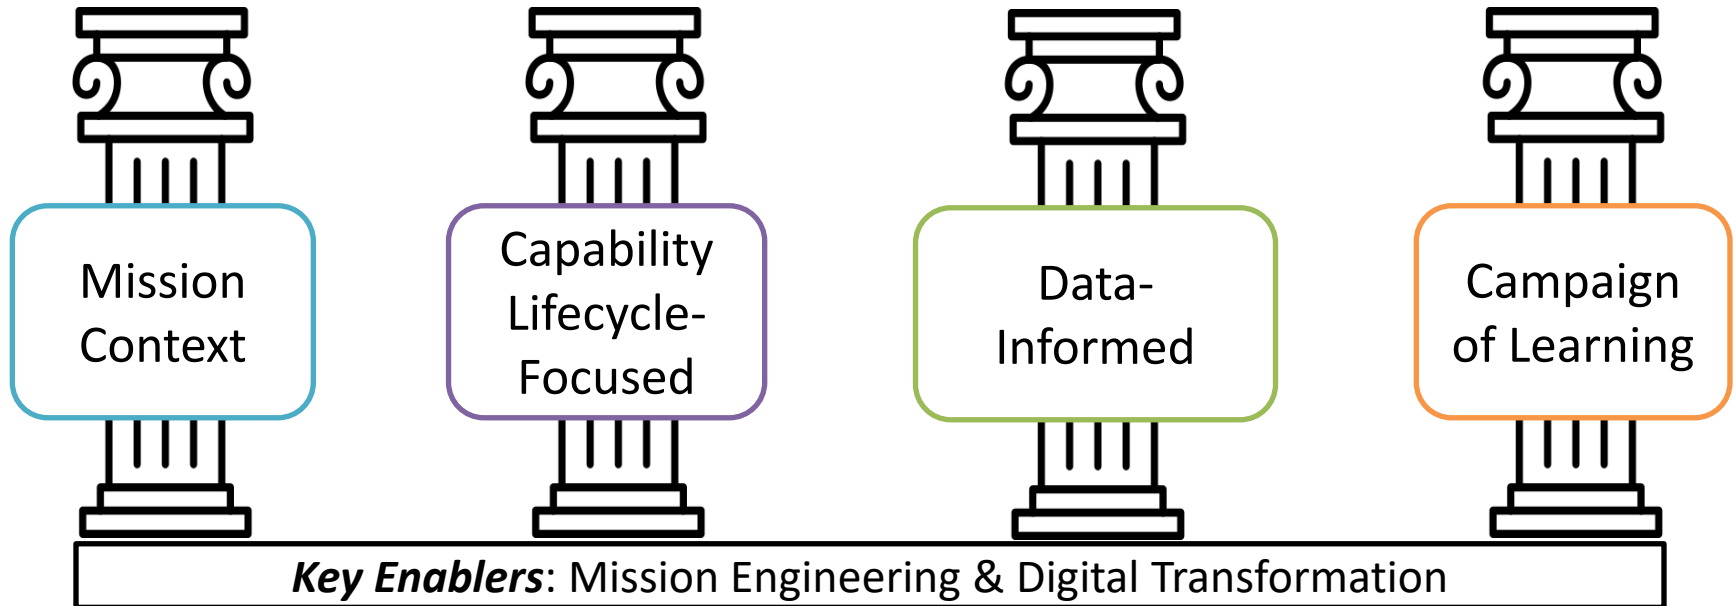 Mission
Context
Capability
Lifecycle-
Focused
Data-
Informed
Campaign
of Learning
Key Enablers: Mission Engineering & Digital Transformation